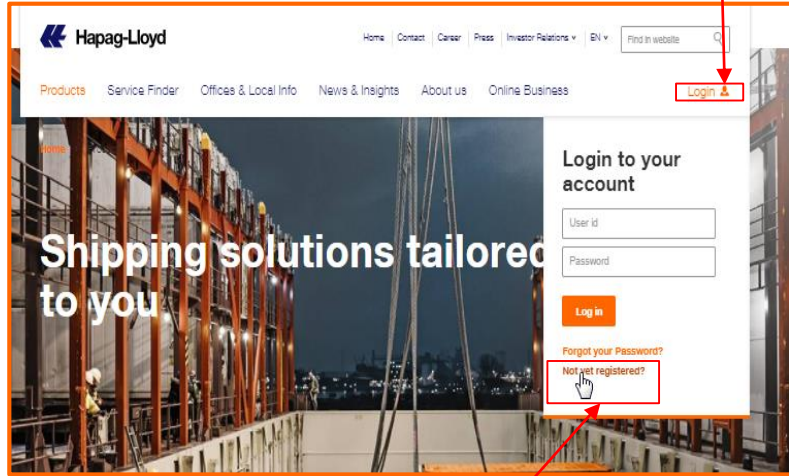 Hapag-Lloyd
Home Contact Career Press Investor Relations EN Find in website
Products Service Finder Offices & Local Info News & Insights About us Online Business Login
Home
Login to your
account
User id
Password
Log in
Forgot your Password?
Not yet registered?
Shipping solutions tailored
to you